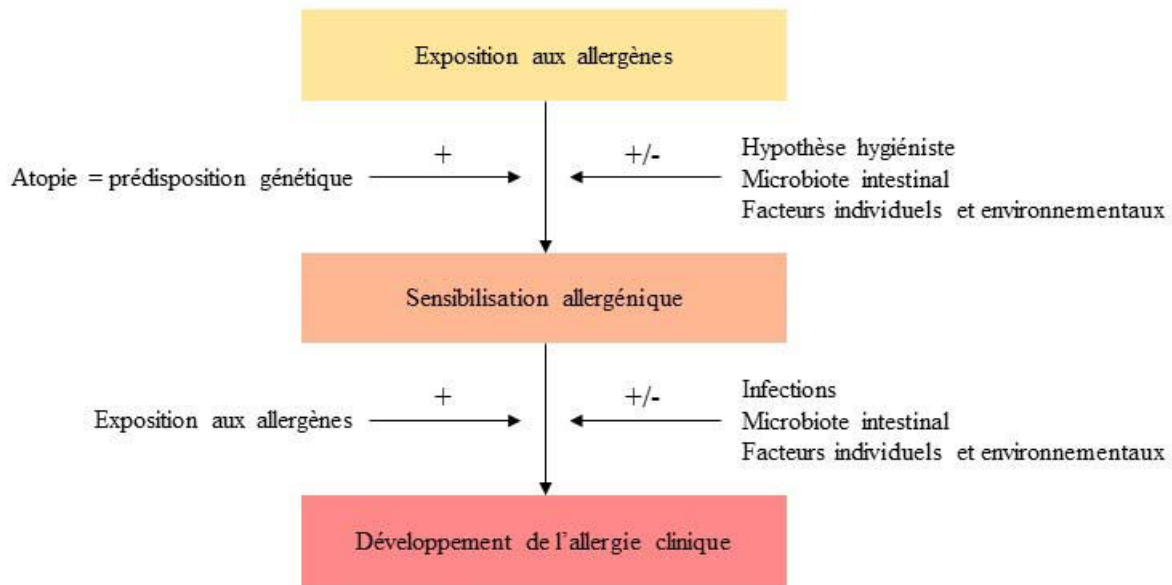 Exposition aux allergènes
+
+/-
Atopie = prédisposition génétique
Hypothèse hygiéniste
Microbiote intestinal
Facteurs individuels et environnementaux
Sensibilisation allergénique
+
+/-
Exposition aux allergènes
Infections
Microbiote intestinal
Facteurs individuels et environnementaux
Développement de l'allergie clinique